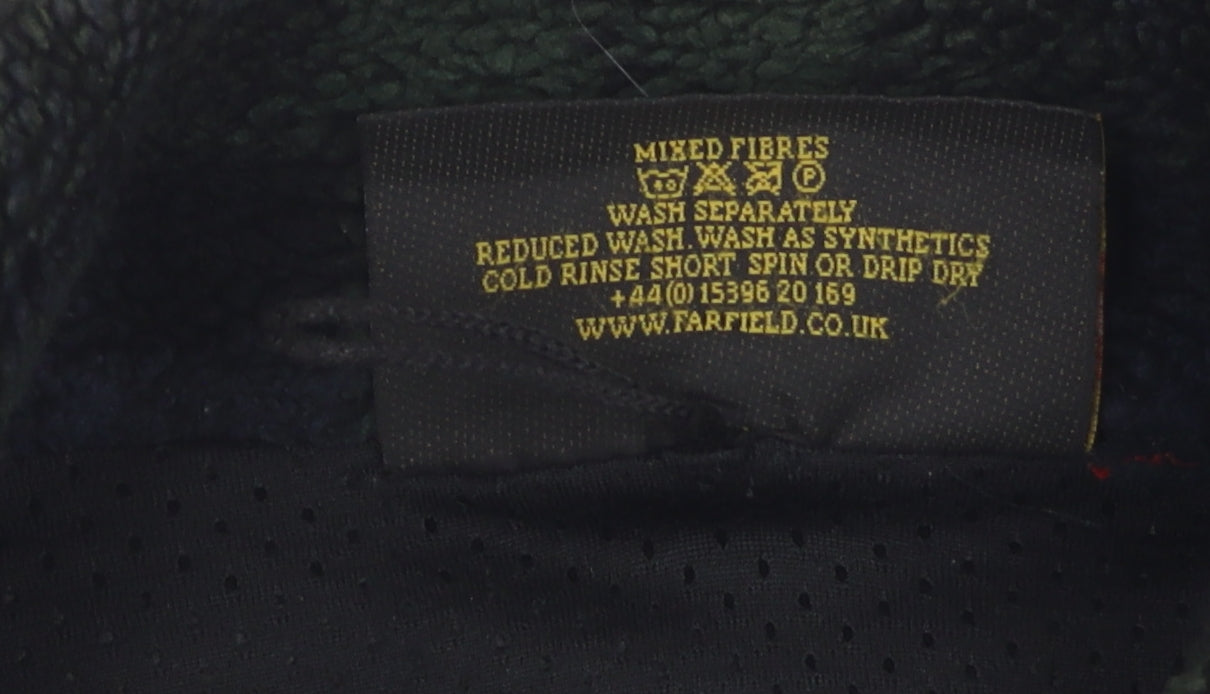 MIXED FIBRES
P
WASH SEPARATELY
REDUCED WASH. WASH AS SYNTHETICS
COLD RINSE SHORT SPIN OR DRIP DRY
+44(0) 15396 20 169
WWW.FARFIELD.CO.UK